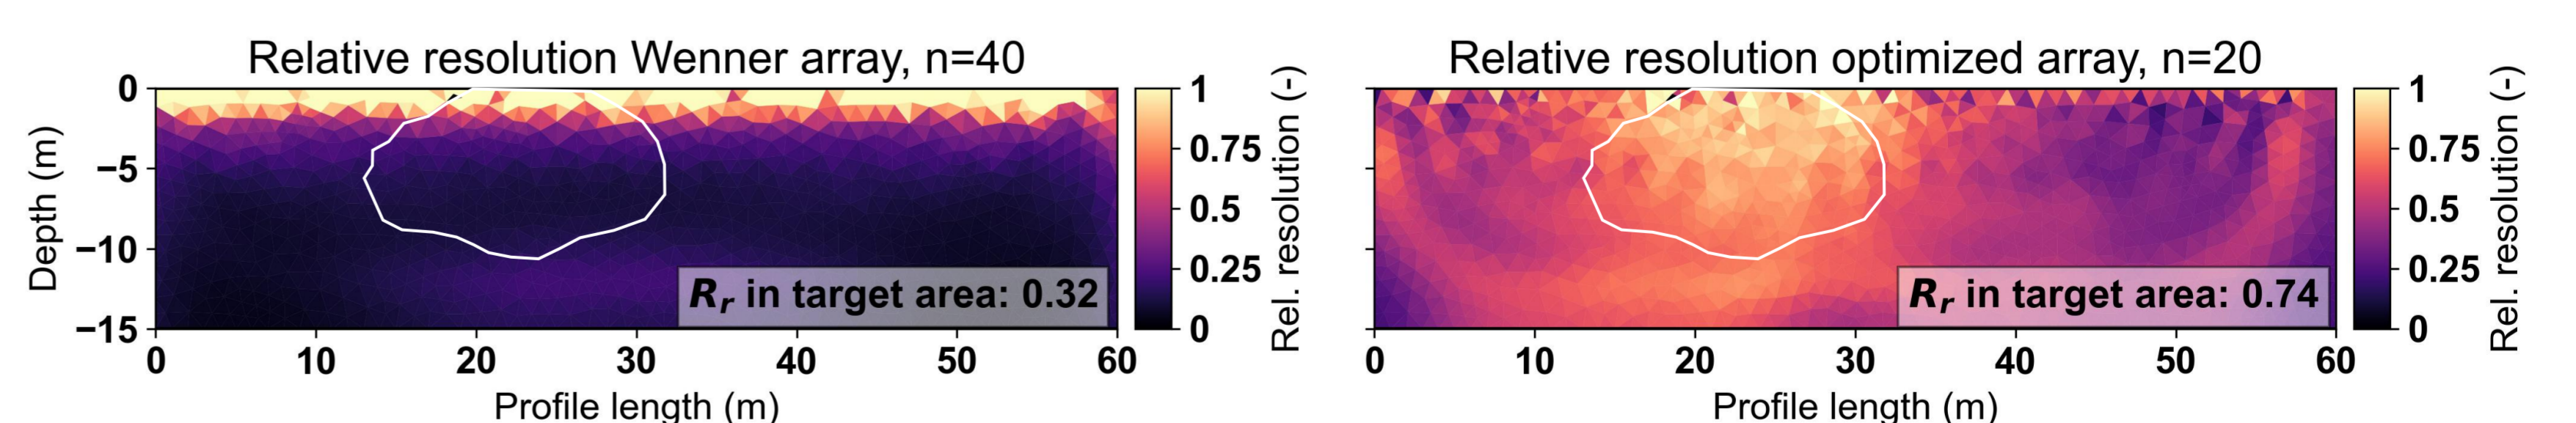 Relative resolution Wenner array, n=40
0
−5
−10
−15
Depth (m)
0 10 20 30 40 50 60
Profile length (m)
R_r in target area: 0.32
1
0.75
0.5
0.25
0
Rel. resolution (-)
Relative resolution optimized array, n=20
0 10 20 30 40 50 60
Profile length (m)
R_r in target area: 0.74
1
0.75
0.5
0.25
0
Rel. resolution (-)